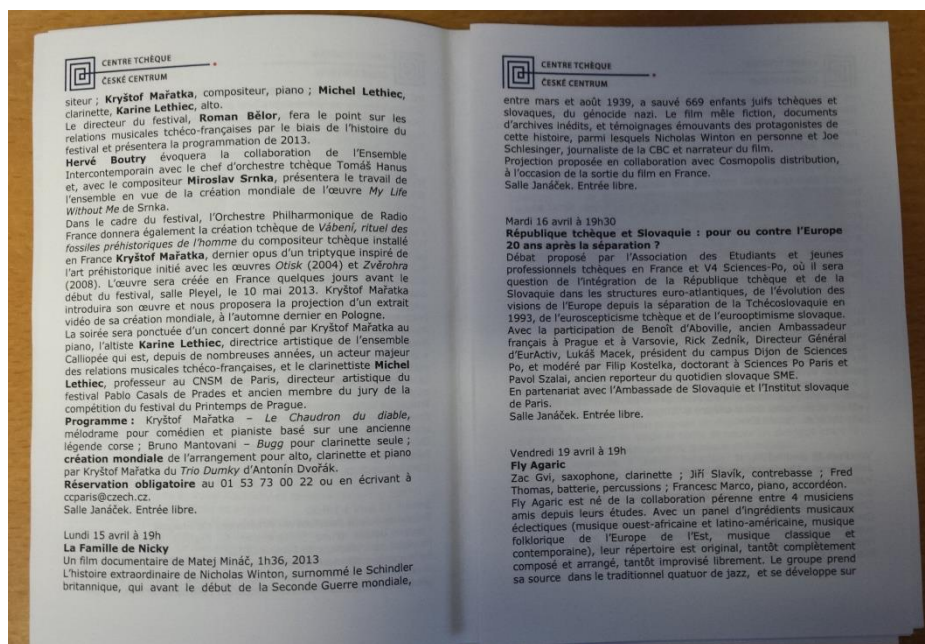 CENTRE TCHÈQUE
ČESKÉ CENTRUM
siteur ; Kryštof Mařatka, compositeur, piano ; Michel Lethiec,
clarinette, Karine Lethiec, alto.
Le directeur du festival, Roman Bělor, fera le point sur les
relations musicales tchéco-françaises par le biais de l'histoire du
festival et présentera la programmation de 2013.
Hervé Boutry évoquera la collaboration de l'Ensemble
Intercontemporain avec le chef d'orchestre tchèque Tomáš Hanus
et, avec le compositeur Miroslav Srnka, présentera le travail de
l'ensemble en vue de la création mondiale de l'œuvre My Life
Without Me de Srnka.
Dans le cadre du festival, l'Orchestre Philharmonique de Radio
France donnera également la création tchèque de Vábení, rituel des
fossiles préhistoriques de l'homme du compositeur tchèque installé
en France Kryštof Mařatka, dernier opus d'un triptyque inspiré de
l'art préhistorique initié avec les œuvres Otisk (2004) et Zvěrohra
(2008). L'œuvre sera créée en France quelques jours avant le
début du festival, salle Pleyel, le 10 mai 2013. Kryštof Mařatka
introduira son œuvre et nous proposera la projection d'un extrait
vidéo de sa création mondiale, à l'automne dernier en Pologne.
La soirée sera ponctuée d'un concert donné par Kryštof Mařatka au
piano, l'altiste Karine Lethiec, directrice artistique de l'ensemble
Calliopée qui est, depuis de nombreuses années, un acteur majeur
des relations musicales tchéco-françaises, et le clarinettiste Michel
Lethiec, professeur au CNSM de Paris, directeur artistique du
festival Pablo Casals de Prades et ancien membre du jury de la
compétition du festival du Printemps de Prague.
Programme : Kryštof Mařatka – Le Chaudron du diable,
mélodrame pour comédien et pianiste basé sur une ancienne
légende corse ; Bruno Mantovani – Bugg pour clarinette seule ;
création mondiale de l'arrangement pour alto, clarinette et piano
par Kryštof Mařatka du Trio Dumky d'Antonín Dvořák.
Réservation obligatoire au 01 53 73 00 22 ou en écrivant à
ccparis@czech.cz.
Salle Janáček. Entrée libre.
Lundi 15 avril à 19h
La Famille de Nicky
Un film documentaire de Matej Mináč, 1h36, 2013
L'histoire extraordinaire de Nicholas Winton, surnommé le Schindler
britannique, qui avant le début de la Seconde Guerre mondiale,
CENTRE TCHÈQUE
ČESKÉ CENTRUM
entre mars et août 1939, a sauvé 669 enfants juifs tchèques et
slovaques, du génocide nazi. Le film mêle fiction, documents
d'archives inédits, et témoignages émouvants des protagonistes de
cette histoire, parmi lesquels Nicholas Winton en personne et Joe
Schlesinger, journaliste de la CBC et narrateur du film.
Projection proposée en collaboration avec Cosmopolis distribution,
à l'occasion de la sortie du film en France.
Salle Janáček. Entrée libre.
Mardi 16 avril à 19h30
République tchèque et Slovaquie : pour ou contre l'Europe
20 ans après la séparation ?
Débat proposé par l'Association des Etudiants et jeunes
professionnels tchèques en France et V4 Sciences-Po, où il sera
question de l'intégration de la République tchèque et de la
Slovaquie dans les structures euro-atlantiques, de l'évolution des
visions de l'Europe depuis la séparation de la Tchécoslovaquie en
1993, de l'euroscepticisme tchèque et de l'eurooptimisme slovaque.
Avec la participation de Benoît d'Aboville, ancien Ambassadeur
français à Prague et à Varsovie, Rick Zedník, Directeur Général
d'EurActiv, Lukáš Macek, président du campus Dijon de Sciences
Po, et modéré par Filip Kostelka, doctorant à Sciences Po Paris et
Pavol Szalai, ancien reporter du quotidien slovaque SME.
En partenariat avec l'Ambassade de Slovaquie et l'Institut slovaque
de Paris.
Salle Janáček. Entrée libre.
Vendredi 19 avril à 19h
Fly Agaric
Zac Gvi, saxophone, clarinette ; Jiří Slavík, contrebasse ; Fred
Thomas, batterie, percussions ; Francesc Marco, piano, accordéon.
Fly Agaric est né de la collaboration pérenne entre 4 musiciens
amis depuis leurs études. Avec un panel d'ingrédients musicaux
éclectiques (musique ouest-africaine et latino-américaine, musique
folklorique de l'Europe de l'Est, musique classique et
contemporaine), leur répertoire est original, tantôt complètement
composé et arrangé, tantôt improvisé librement. Le groupe prend
sa source dans le traditionnel quatuor de jazz, et se développe sur